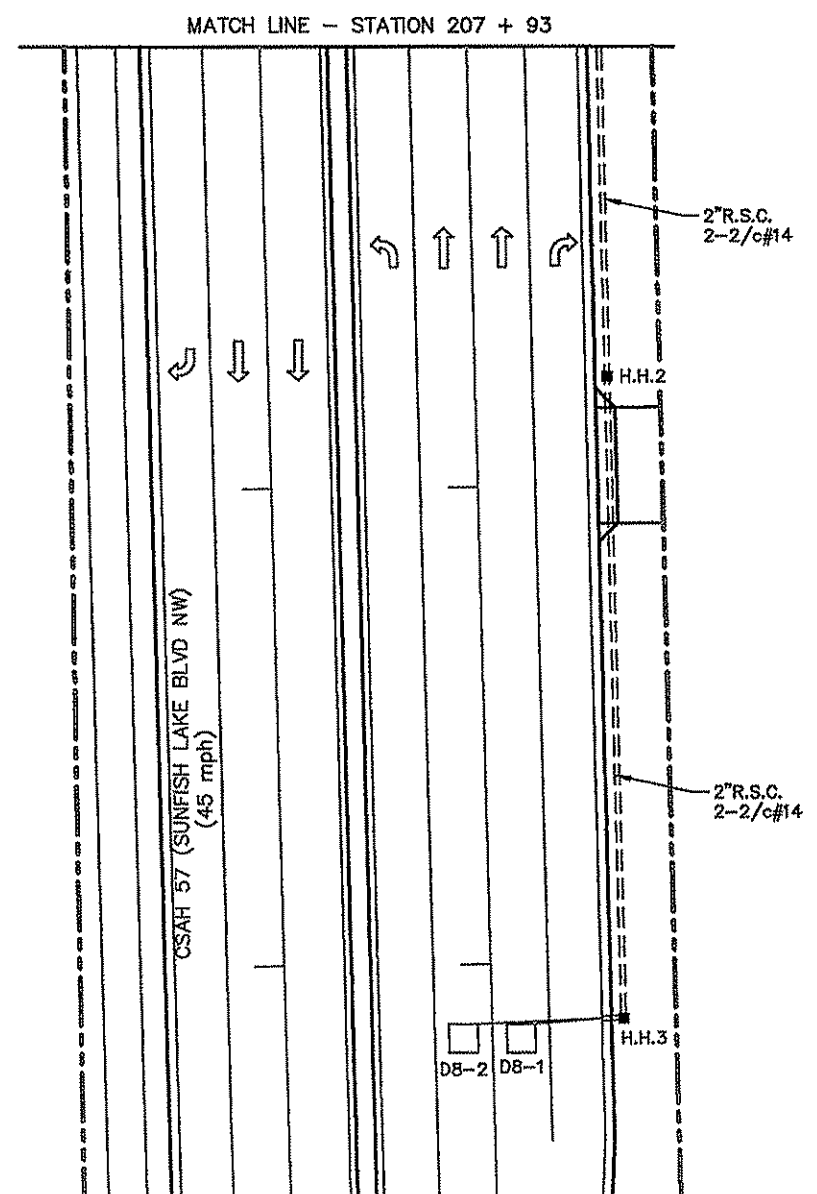 MATCH LINE - STATION 207 + 93
2"R.S.C.
2-2/c#14
H.H.2
CSAH 57 (SUNFISH LAKE BLVD NW)
(45 mph)
2"R.S.C.
2-2/c#14
H.H.3
D8-2 D8-1